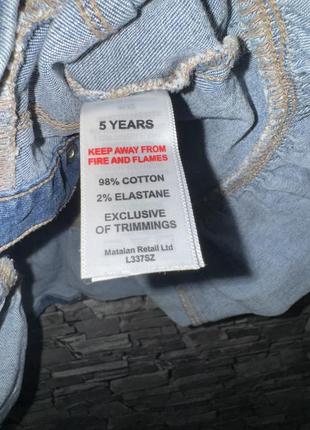 5 YEARS
KEEP AWAY FROM
FIRE AND FLAMES
98% COTTON
2% ELASTANE
EXCLUSIVE
OF TRIMMINGS
Matalan Retail Ltd
L337SZ